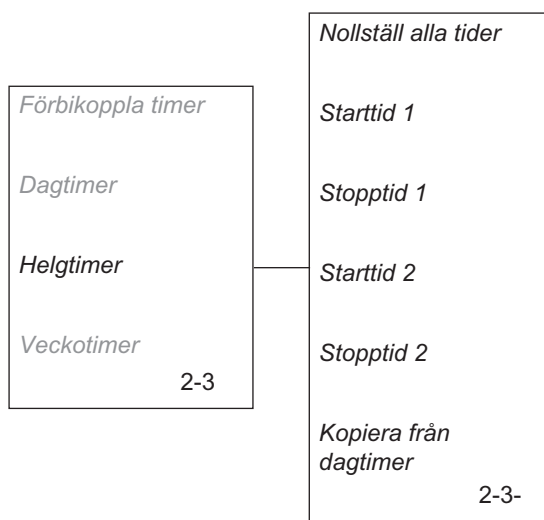 Förbikoppla timer
Dagtimer
Helgtimer
Veckotimer
2-3
Nollställ alla tider
Starttid 1
Stopptid 1
Starttid 2
Stopptid 2
Kopiera från
dagtimer
2-3-